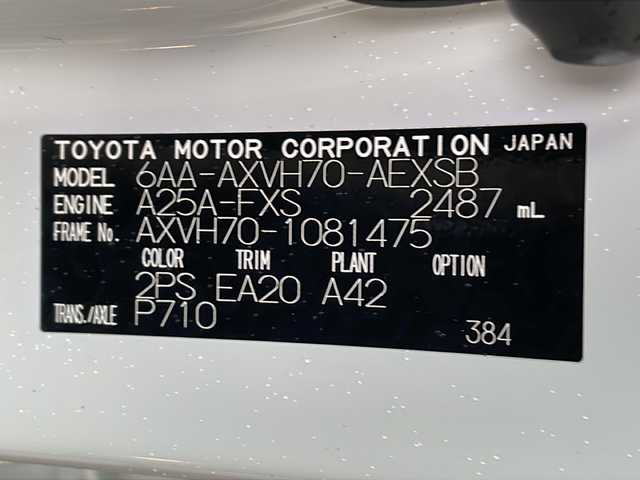 TOYOTA MOTOR CORPORATION JAPAN
MODEL 6AA-AXVH70-AEXSB
ENGINE A25A-FXS 2487 mL
FRAME No. AXVH70-1081475
COLOR TRIM PLANT OPTION
2PS EA20 A42
TRANS./AXLE P710
384